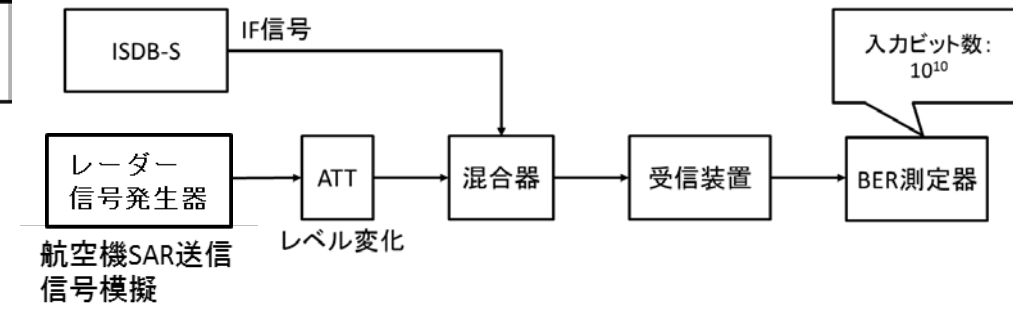 ISDB-S
IF信号
入力ビット数：
10¹⁰
レーダー
信号発生器
ATT
混合器
受信装置
BER測定器
レベル変化
航空機SAR送信
信号模擬